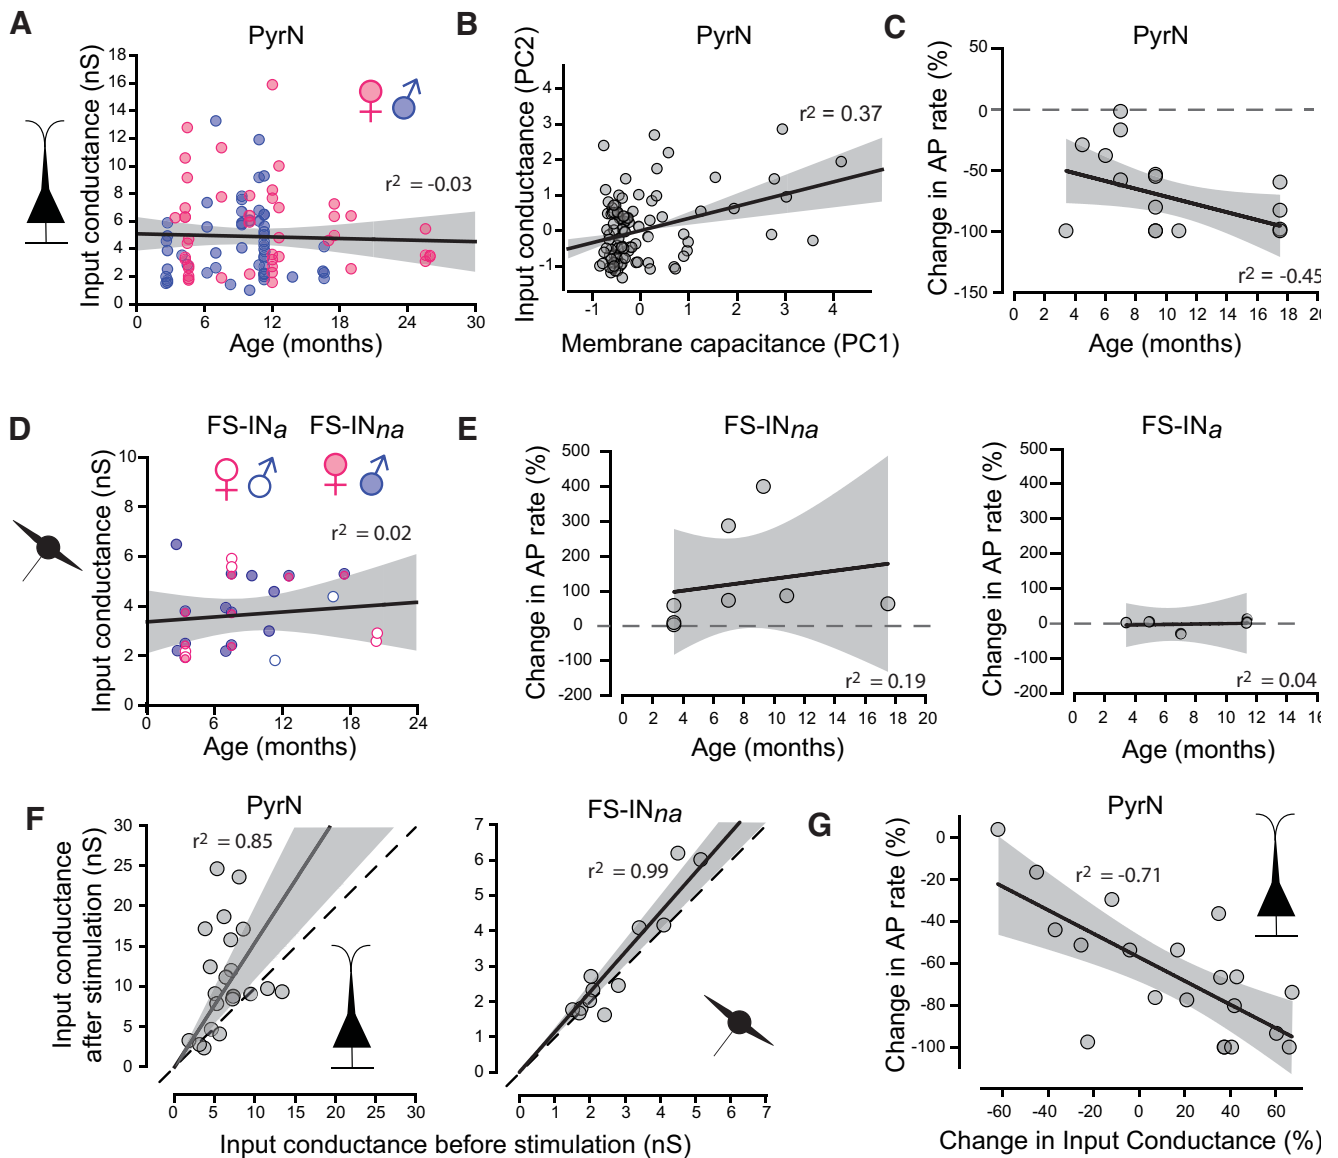 A
PyrN
Input conductance (nS)
18
16
14
12
10
8
6
4
2
0
r² = -0.03
0 6 12 18 24 30
Age (months)
B
PyrN
Input conductaance (PC2)
4
3
2
1
0
-1
r² = 0.37
-1 0 1 2 3 4
Membrane capacitance (PC1)
C
PyrN
Change in AP rate (%)
50
0
-50
-100
-150
r² = -0.45
0 2 4 6 8 10 12 14 16 18 20
Age (months)
D
FS-INa FS-INna
Input conductance (nS)
10
8
6
4
2
0
r² = 0.02
0 6 12 18 24
Age (months)
E
FS-INna
Change in AP rate (%)
500
400
300
200
100
0
-100
-200
r² = 0.19
0 2 4 6 8 10 12 14 16 18 20
Age (months)
FS-INa
Change in AP rate (%)
500
400
300
200
100
0
-100
-200
r² = 0.04
0 2 4 6 8 10 12 14 16
Age (months)
F
PyrN
Input conductance
after stimulation (nS)
30
25
20
15
10
5
0
r² = 0.85
0 5 10 15 20 25 30
FS-INna
7
6
5
4
3
2
1
0
r² = 0.99
0 1 2 3 4 5 6 7
Input conductance before stimulation (nS)
G
PyrN
Change in AP rate (%)
0
-20
-40
-60
-80
-100
r² = -0.71
-60 -40 -20 0 20 40 60
Change in Input Conductance (%)